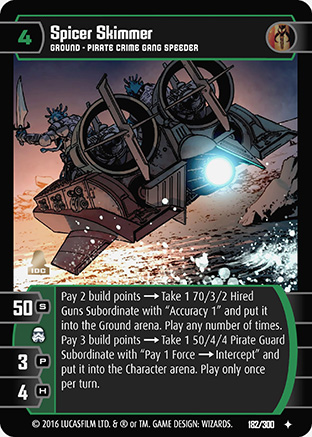 4 Spicer Skimmer
GROUND - PIRATE CRIME GANG SPEEDER
IDC
50 S
3 P
4 H
Pay 2 build points → Take 1 70/3/2 Hired
Guns Subordinate with “Accuracy 1” and put it
into the Ground arena. Play any number of times.
Pay 3 build points → Take 1 50/4/4 Pirate Guard
Subordinate with “Pay 1 Force → Intercept” and
put it into the Character arena. Play only once
per turn.
© 2016 LUCASFILM LTD. & ® or TM. GAME DESIGN: WIZARDS. 182/300